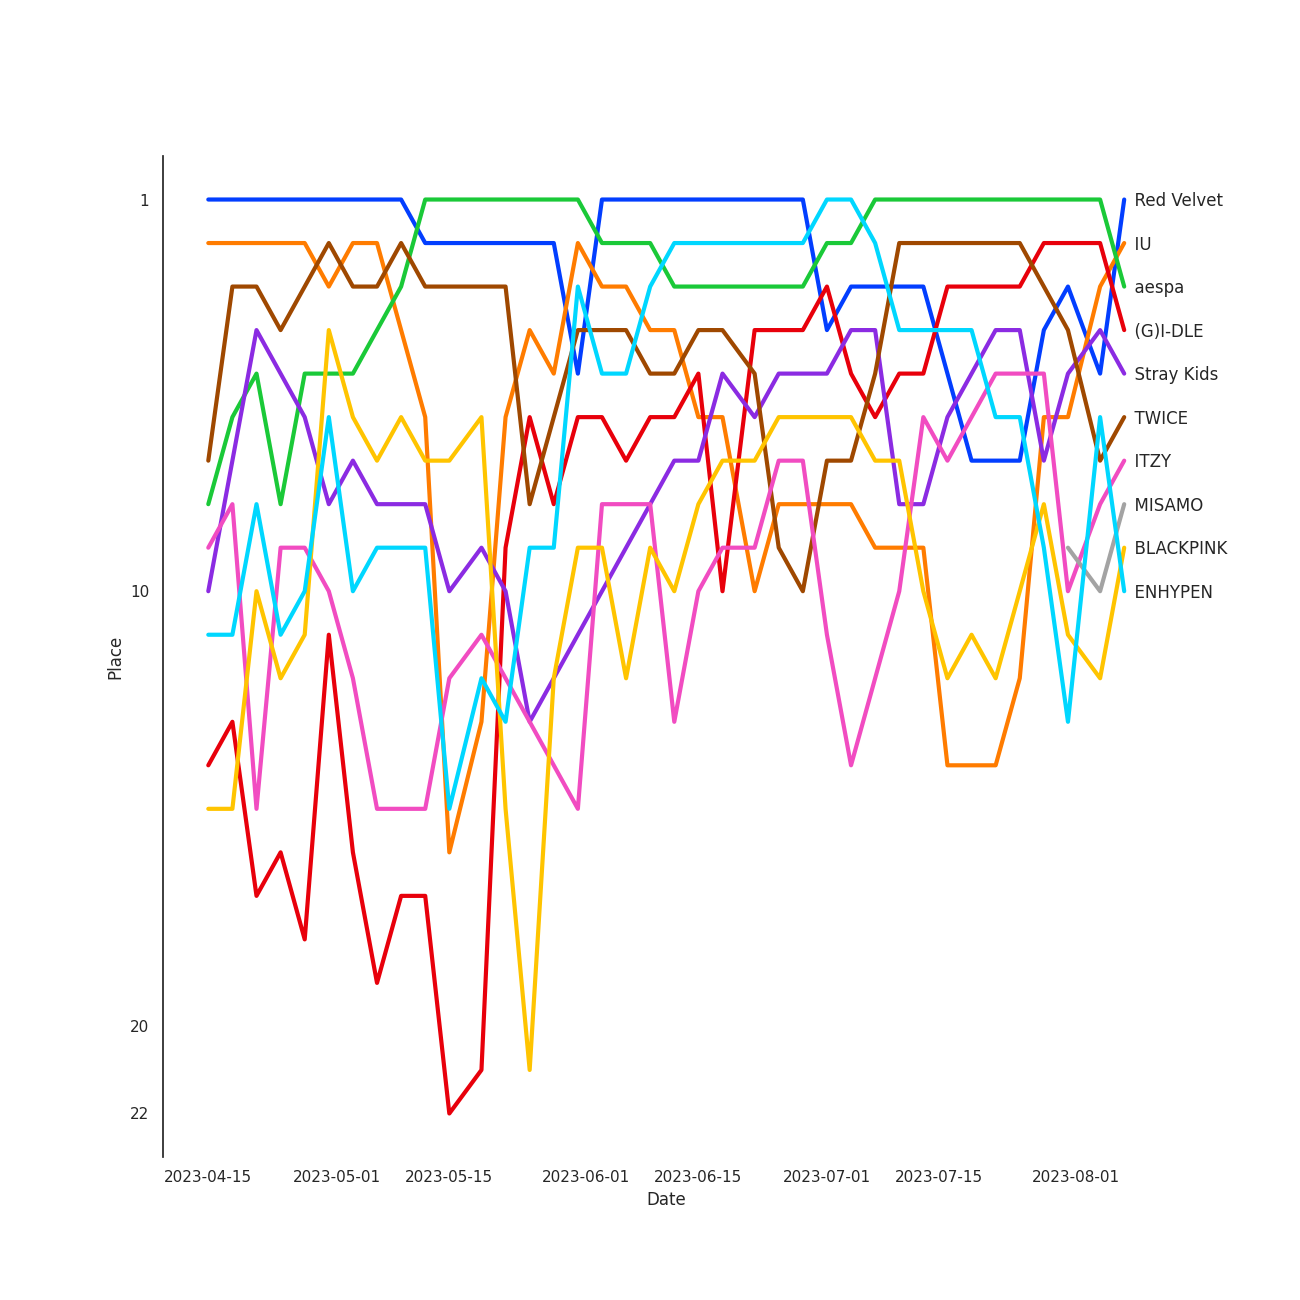 1
10
20
22
Place
Red Velvet
IU
aespa
(G)I-DLE
Stray Kids
TWICE
ITZY
MISAMO
BLACKPINK
ENHYPEN
2023-04-15 2023-05-01 2023-05-15 2023-06-01 2023-06-15 2023-07-01 2023-07-15 2023-08-01
Date